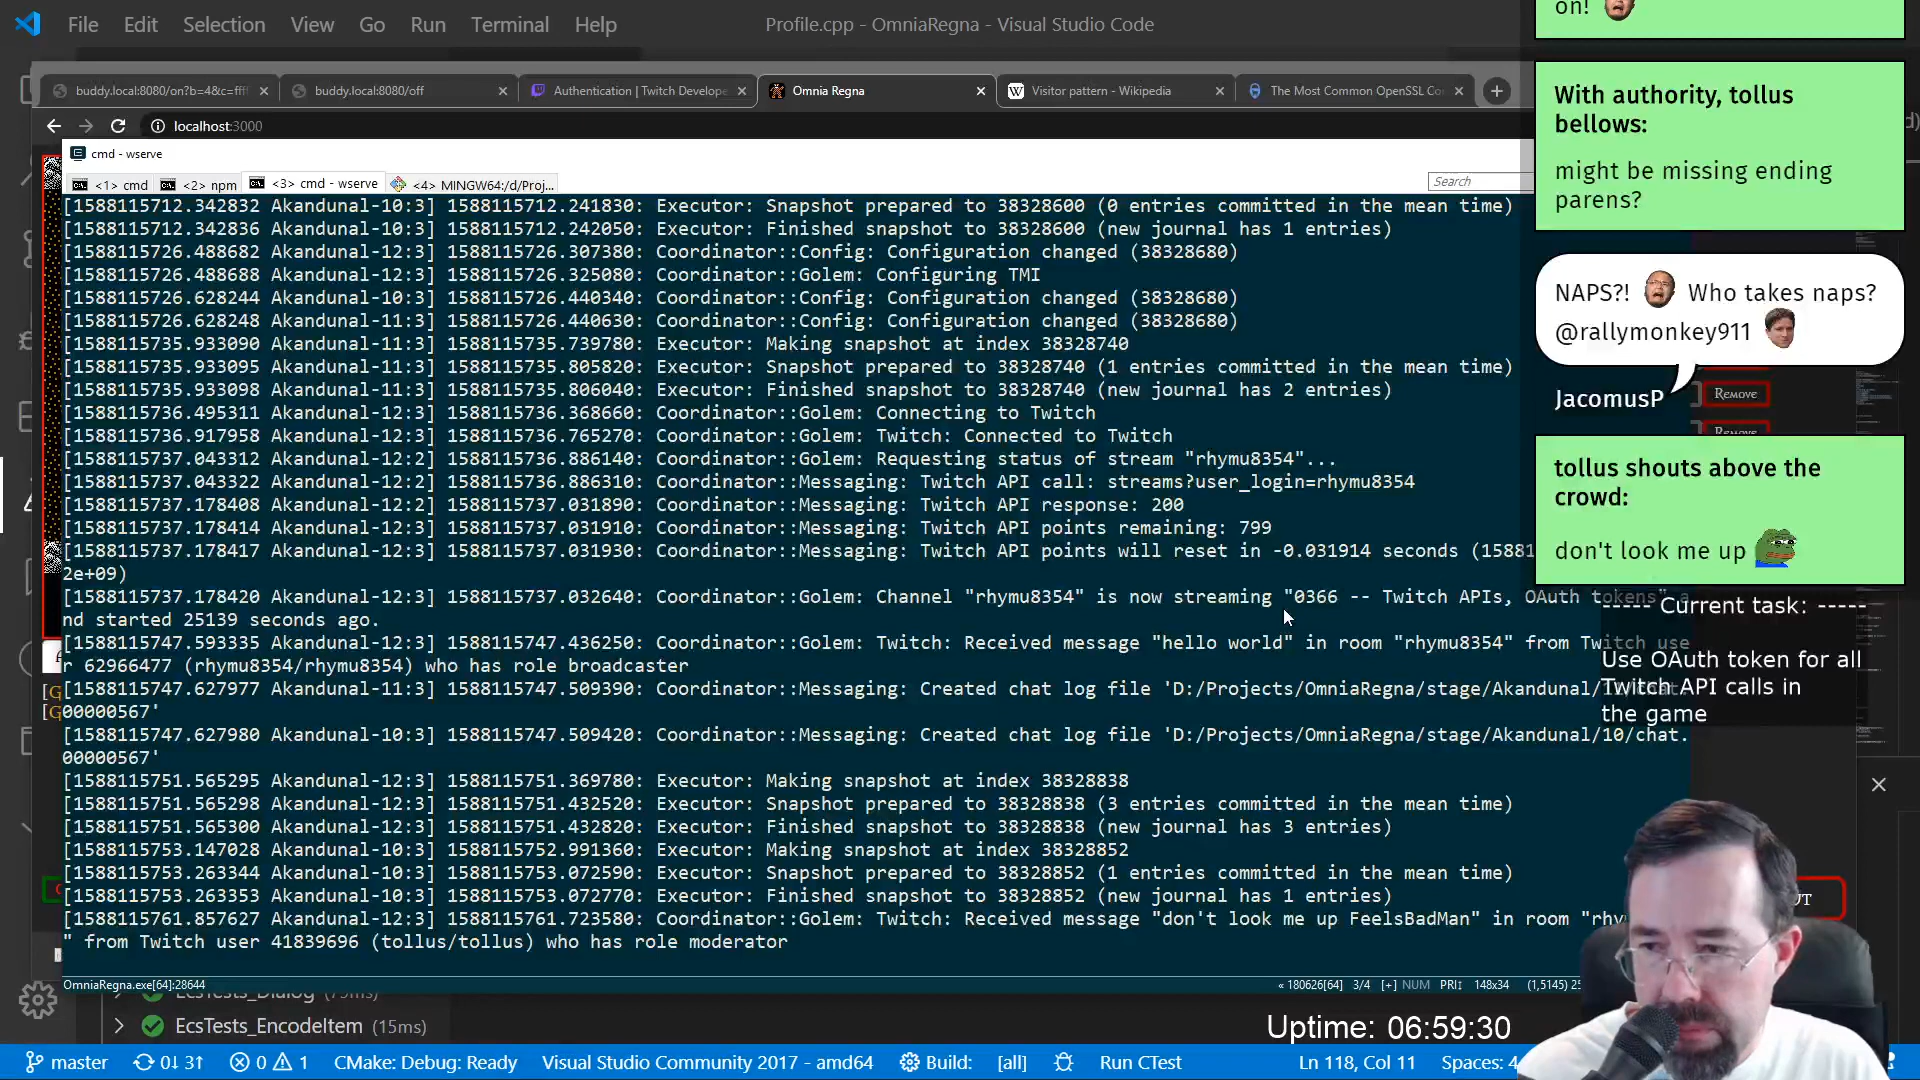 File Edit Selection View Go Run Terminal Help
Profile.cpp - OmniaRegna - Visual Studio Code
buddy.local:8080/on?b=4&c=fff
buddy.local:8080/off
Authentication | Twitch Develope
Omnia Regna
Visitor pattern - Wikipedia
The Most Common OpenSSL Co
localhost:3000
cmd - wserve
<1> cmd <2> npm <3> cmd - wserve <4> MINGW64:/d/Proj...
Search
[1588115712.342832 Akandunal-10:3] 1588115712.241830: Executor: Snapshot prepared to 38328600 (0 entries committed in the mean time)
[1588115712.342836 Akandunal-10:3] 1588115712.242050: Executor: Finished snapshot to 38328600 (new journal has 1 entries)
[1588115726.488682 Akandunal-12:3] 1588115726.307380: Coordinator::Config: Configuration changed (38328680)
[1588115726.488688 Akandunal-12:3] 1588115726.325080: Coordinator::Golem: Configuring TMI
[1588115726.628244 Akandunal-10:3] 1588115726.440340: Coordinator::Config: Configuration changed (38328680)
[1588115726.628248 Akandunal-11:3] 1588115726.440630: Coordinator::Config: Configuration changed (38328680)
[1588115735.933090 Akandunal-11:3] 1588115735.739780: Executor: Making snapshot at index 38328740
[1588115735.933095 Akandunal-11:3] 1588115735.805820: Executor: Snapshot prepared to 38328740 (1 entries committed in the mean time)
[1588115735.933098 Akandunal-11:3] 1588115735.806040: Executor: Finished snapshot to 38328740 (new journal has 2 entries)
[1588115736.495311 Akandunal-12:3] 1588115736.368660: Coordinator::Golem: Connecting to Twitch
[1588115736.917958 Akandunal-12:3] 1588115736.765270: Coordinator::Golem: Twitch: Connected to Twitch
[1588115737.043312 Akandunal-12:2] 1588115736.886140: Coordinator::Golem: Requesting status of stream "rhymu8354"...
[1588115737.043322 Akandunal-12:2] 1588115736.886310: Coordinator::Messaging: Twitch API call: streams?user_login=rhymu8354
[1588115737.178408 Akandunal-12:2] 1588115737.031890: Coordinator::Messaging: Twitch API response: 200
[1588115737.178414 Akandunal-12:3] 1588115737.031910: Coordinator::Messaging: Twitch API points remaining: 799
[1588115737.178417 Akandunal-12:3] 1588115737.031930: Coordinator::Messaging: Twitch API points will reset in -0.031914 seconds (1588
2e+09)
[1588115737.178420 Akandunal-12:3] 1588115737.032640: Coordinator::Golem: Channel "rhymu8354" is now streaming "0366 -- Twitch APIs, OAuth tokens" a
nd started 25139 seconds ago.
[1588115747.593335 Akandunal-12:3] 1588115747.436250: Coordinator::Golem: Twitch: Received message "hello world" in room "rhymu8354" from Twitch use
r 62966477 (rhymu8354/rhymu8354) who has role broadcaster
[1588115747.627977 Akandunal-11:3] 1588115747.509390: Coordinator::Messaging: Created chat log file 'D:/Projects/OmniaRegna/stage/Akandunal/11/chat.
00000567'
[1588115747.627980 Akandunal-10:3] 1588115747.509420: Coordinator::Messaging: Created chat log file 'D:/Projects/OmniaRegna/stage/Akandunal/10/chat.
00000567'
[1588115751.565295 Akandunal-12:3] 1588115751.369780: Executor: Making snapshot at index 38328838
[1588115751.565298 Akandunal-12:3] 1588115751.432520: Executor: Snapshot prepared to 38328838 (3 entries committed in the mean time)
[1588115751.565300 Akandunal-12:3] 1588115751.432820: Executor: Finished snapshot to 38328838 (new journal has 3 entries)
[1588115753.147028 Akandunal-10:3] 1588115752.991360: Executor: Making snapshot at index 38328852
[1588115753.263344 Akandunal-10:3] 1588115753.072590: Executor: Snapshot prepared to 38328852 (1 entries committed in the mean time)
[1588115753.263353 Akandunal-10:3] 1588115753.072770: Executor: Finished snapshot to 38328852 (new journal has 1 entries)
[1588115761.857627 Akandunal-12:3] 1588115761.723580: Coordinator::Golem: Twitch: Received message "don't look me up FeelsBadMan" in room "rhy
" from Twitch user 41839696 (tollus/tollus) who has role moderator
OmniaRegna.exe[64]:28644
« 180626[64] 3/4 [+] NUM PRI↕ 148x34 (1,5145) 25
on!
With authority, tollus
bellows:
might be missing ending
parens?
NAPS?! Who takes naps?
@rallymonkey911
JacomusP
Remove
Remove
tollus shouts above the
crowd:
don't look me up
----- Current task: -----
Use OAuth token for all
Twitch API calls in
the game
EcsTests_Dialog
EcsTests_EncodeItem (15ms)
Uptime: 06:59:30
master 0↓ 3↑ 0 1 CMake: Debug: Ready Visual Studio Community 2017 - amd64 Build: [all] Run CTest Ln 118, Col 11 Spaces: 4